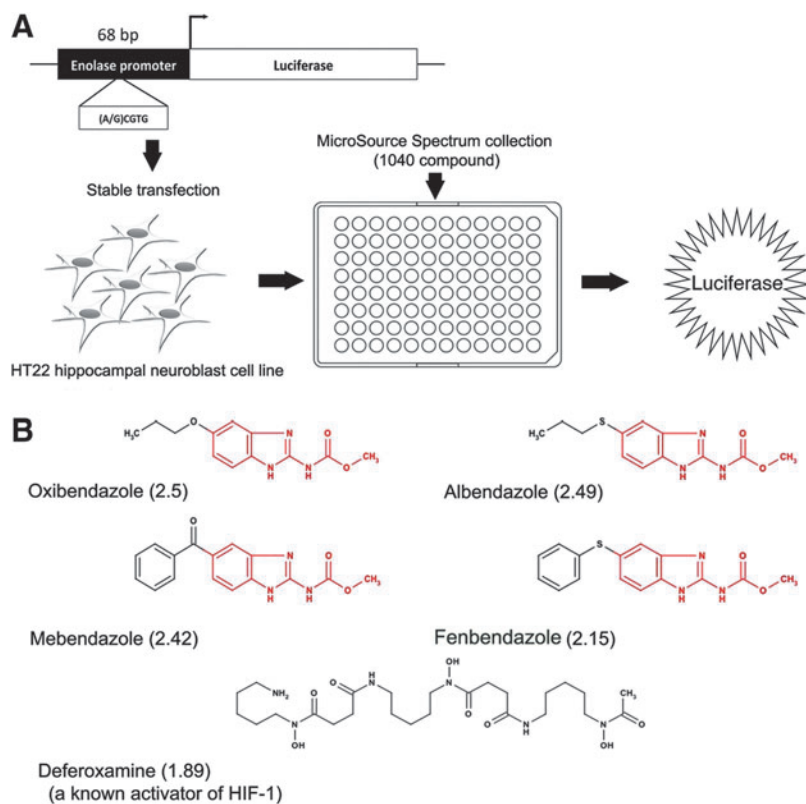 A
68 bp
Enolase promoter
Luciferase
(A/G)CGTG
MicroSource Spectrum collection
(1040 compound)
Stable transfection
Luciferase
HT22 hippocampal neuroblast cell line
B
H₃C
O
N
N
H
N
H
O
O
CH₃
Oxibendazole (2.5)
H₃C
S
N
N
H
N
H
O
O
CH₃
Albendazole (2.49)
O
N
N
H
N
H
O
O
CH₃
Mebendazole (2.42)
S
N
N
H
N
H
O
O
CH₃
Fenbendazole (2.15)
NH₂
N
OH
O
O
H
N
OH
N
O
O
N
H
N
OH
CH₃
O
Deferoxamine (1.89)
(a known activator of HIF-1)